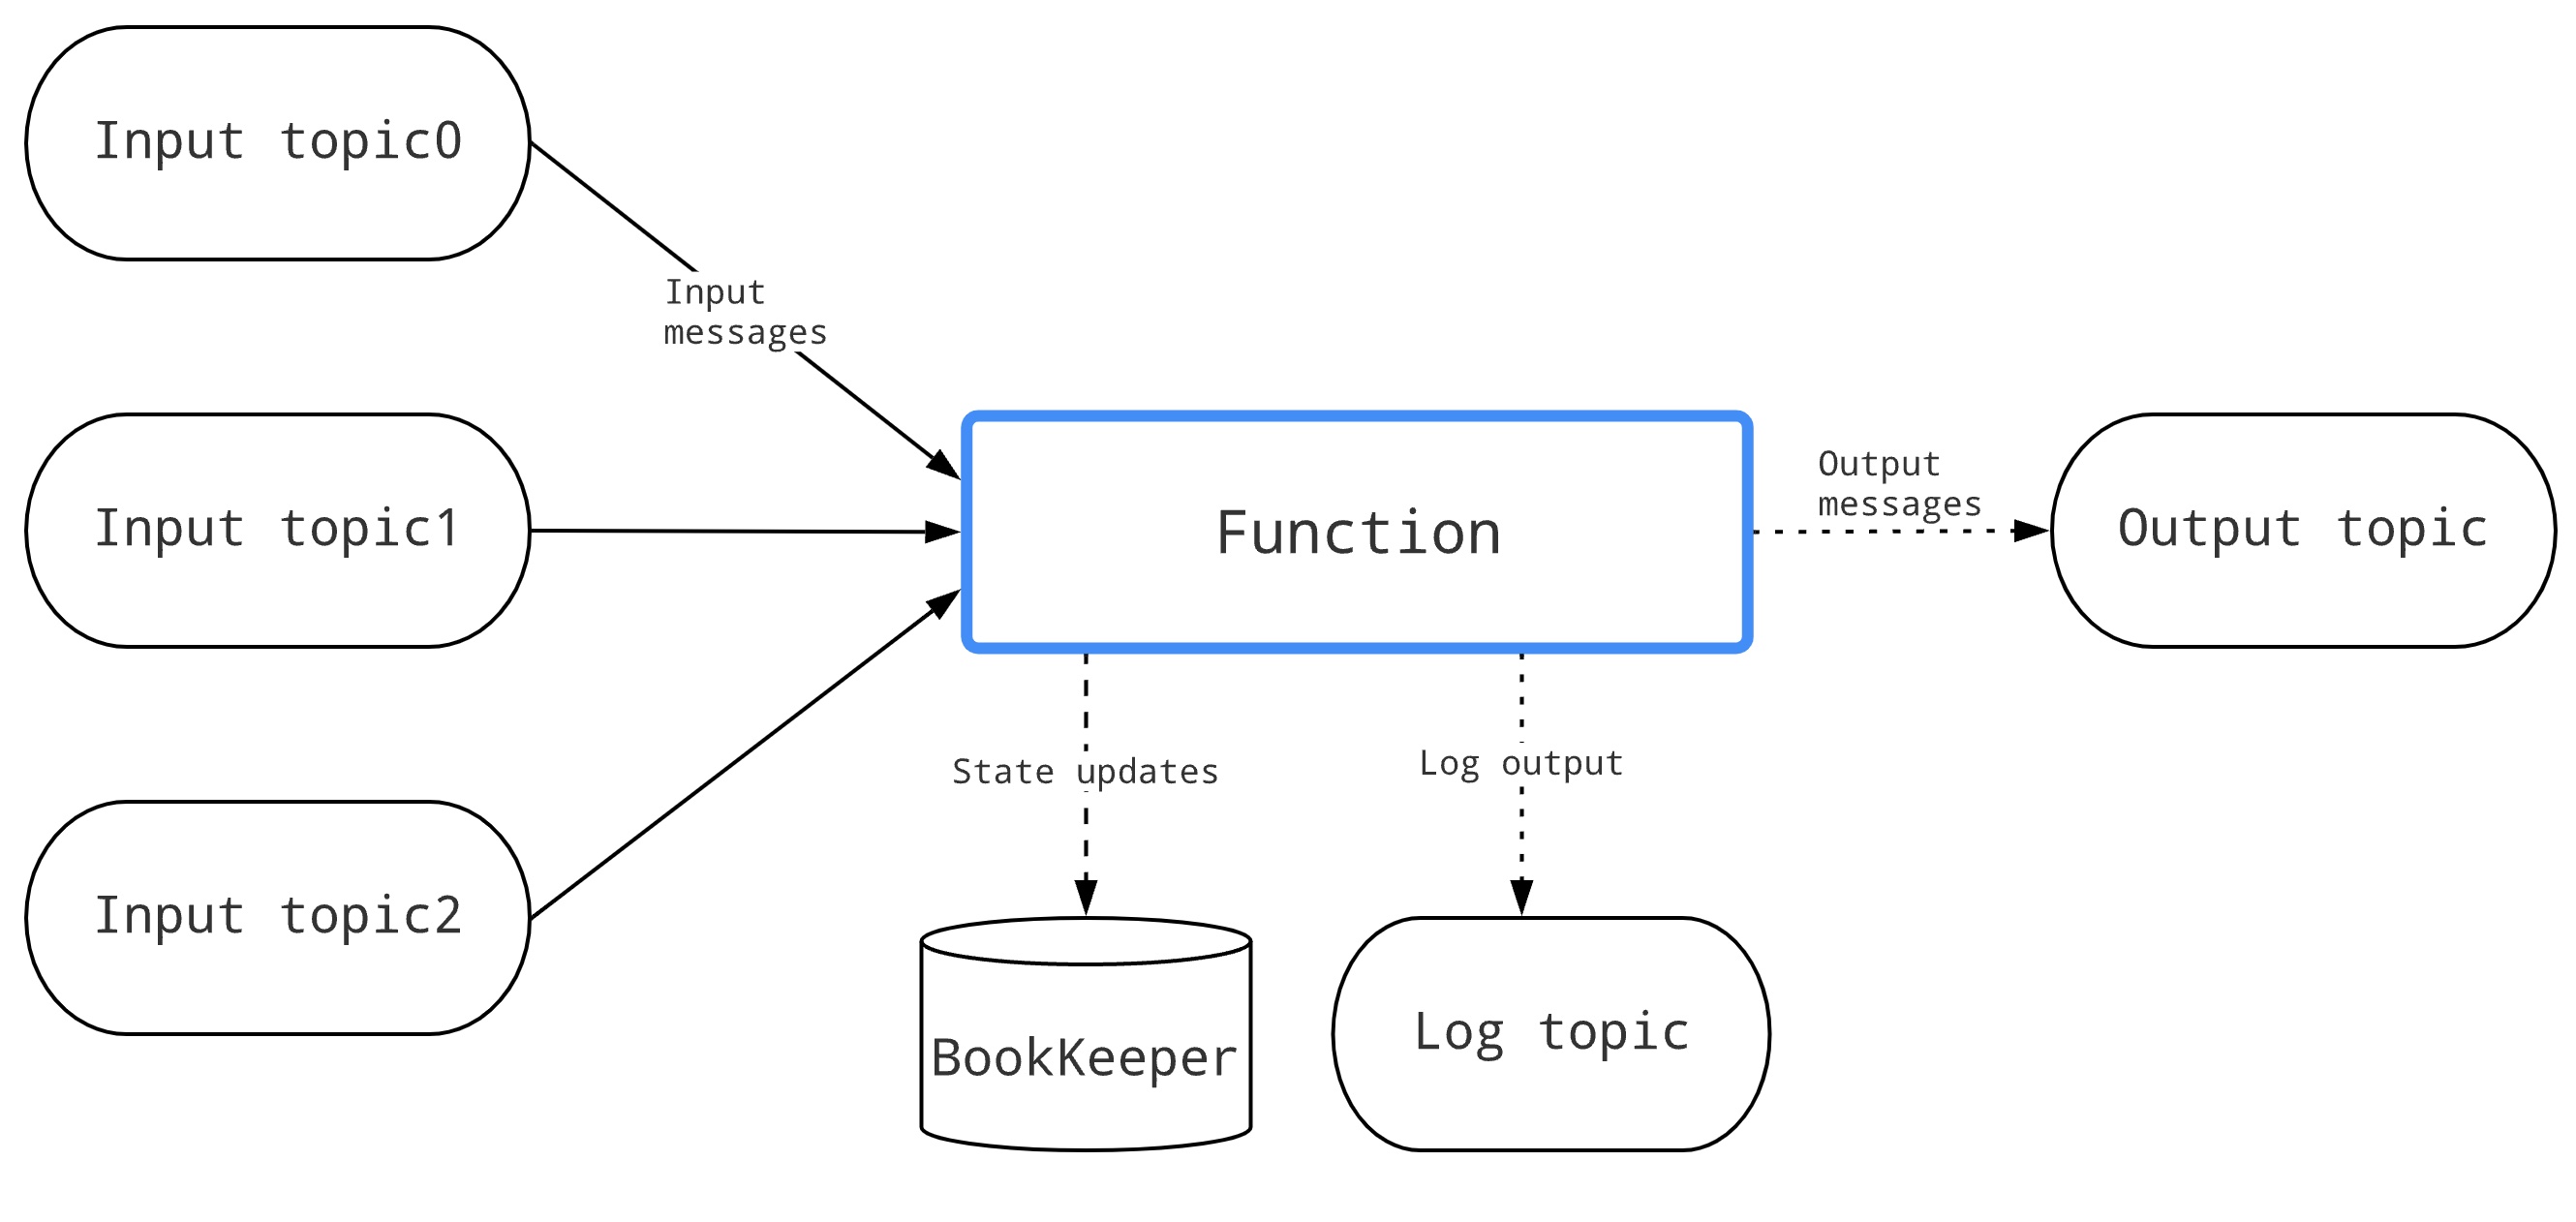 Input topic0
Input
messages
Input topic1
Function
Output
messages
Output topic
State updates
Log output
Input topic2
BookKeeper
Log topic